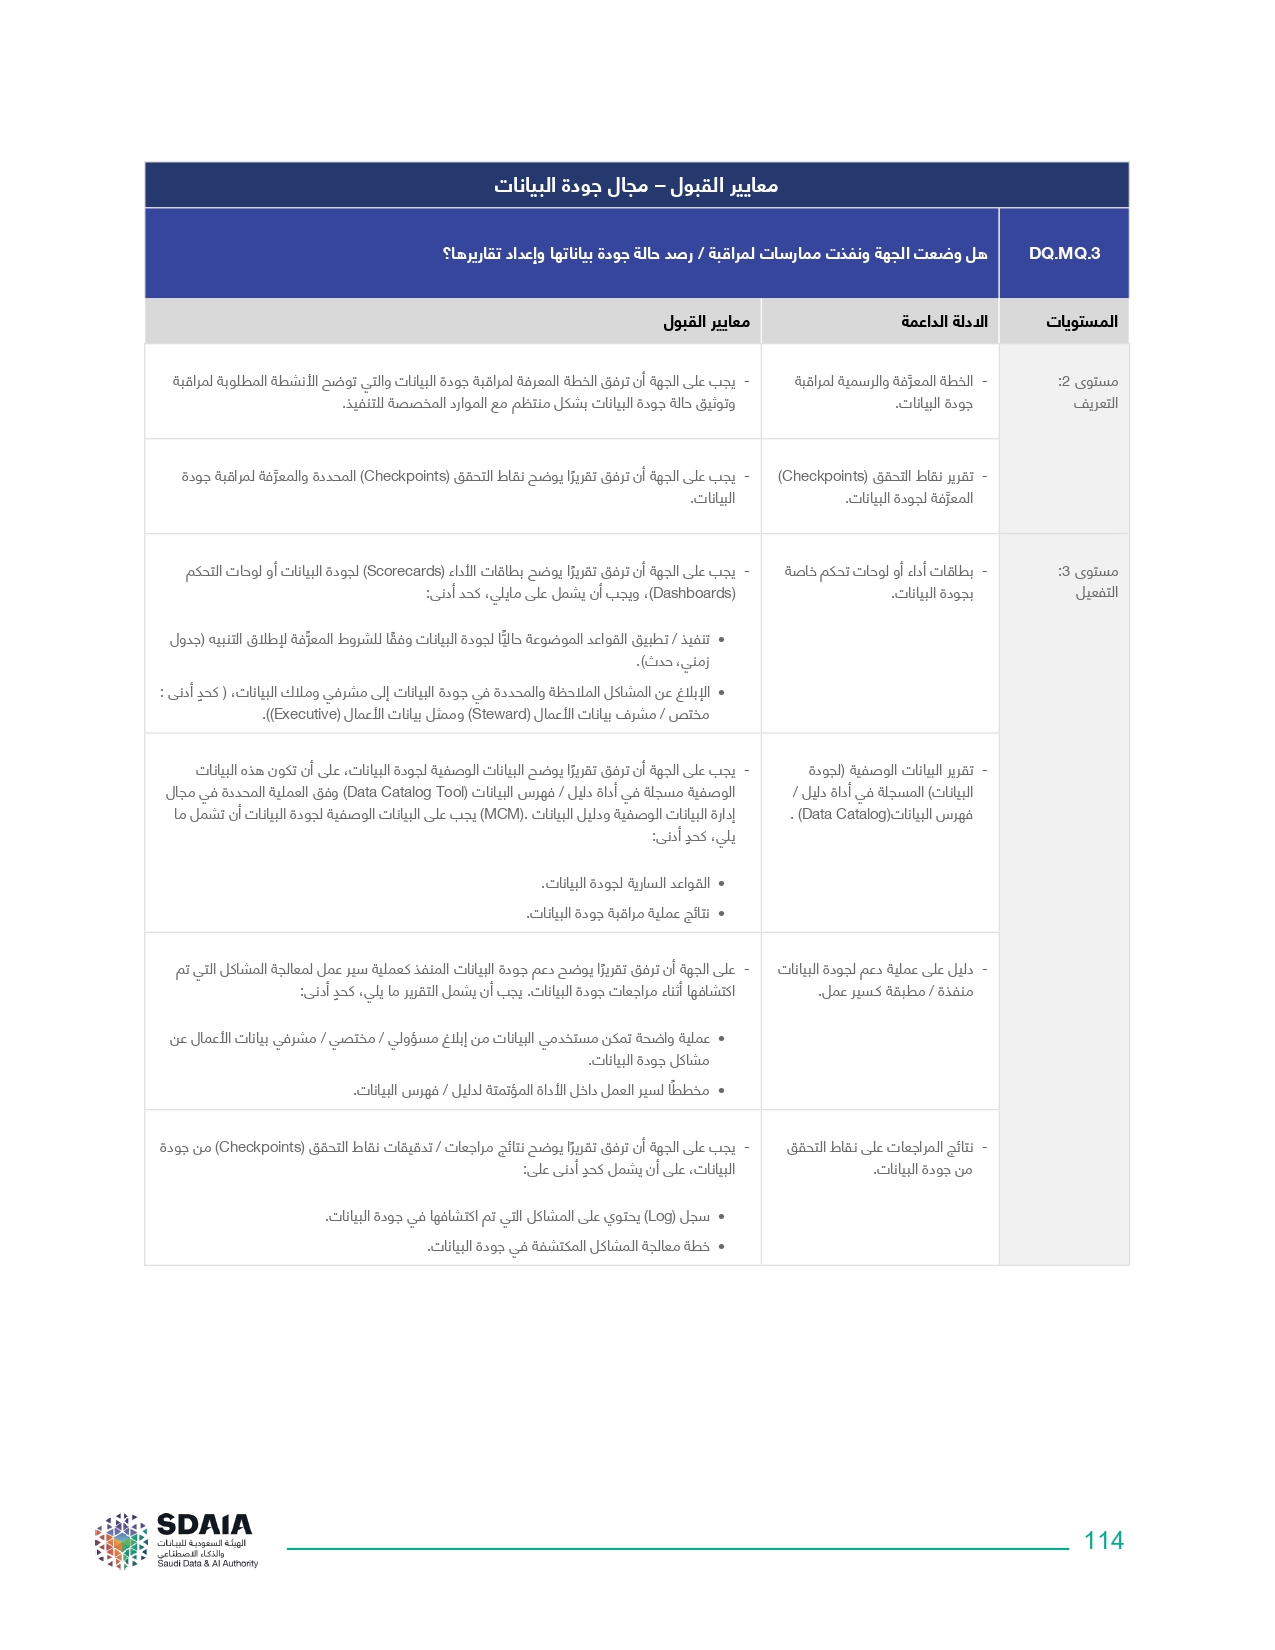 معايير القبول – مجال جودة البيانات
DQ.MQ.3
هل وضعت الجهة ونفذت ممارسات لمراقبة / رصد حالة جودة بياناتها وإعداد تقاريرها؟
المستويات
الادلة الداعمة
معايير القبول
مستوى 2:
التعريف
- الخطة المعرَّفة والرسمية لمراقبة
جودة البيانات.
- يجب على الجهة أن ترفق الخطة المعرفة لمراقبة جودة البيانات والتي توضح الأنشطة المطلوبة لمراقبة
وتوثيق حالة جودة البيانات بشكل منتظم مع الموارد المخصصة للتنفيذ.
- تقرير نقاط التحقق (Checkpoints)
المعرَّفة لجودة البيانات.
- يجب على الجهة أن ترفق تقريرًا يوضح نقاط التحقق (Checkpoints) المحددة والمعرَّفة لمراقبة جودة
البيانات.
مستوى 3:
التفعيل
- بطاقات أداء أو لوحات تحكم خاصة
بجودة البيانات.
- يجب على الجهة أن ترفق تقريرًا يوضح بطاقات الأداء (Scorecards) لجودة البيانات أو لوحات التحكم
(Dashboards)، ويجب أن يشمل على مايلي، كحد أدنى:
• تنفيذ / تطبيق القواعد الموضوعة حاليًّا لجودة البيانات وفقًا للشروط المعرَّفة لإطلاق التنبيه (جدول
زمني، حدث).
• الإبلاغ عن المشاكل الملاحظة والمحددة في جودة البيانات إلى مشرفي وملاك البيانات، ( كحدٍ أدنى :
مختص / مشرف بيانات الأعمال (Steward) وممثل بيانات الأعمال (Executive)).
- تقرير البيانات الوصفية (لجودة
البيانات) المسجلة في أداة دليل /
فهرس البيانات(Data Catalog) .
- يجب على الجهة أن ترفق تقريرًا يوضح البيانات الوصفية لجودة البيانات، على أن تكون هذه البيانات
الوصفية مسجلة في أداة دليل / فهرس البيانات (Data Catalog Tool) وفق العملية المحددة في مجال
إدارة البيانات الوصفية ودليل البيانات .(MCM) يجب على البيانات الوصفية لجودة البيانات أن تشمل ما
يلي، كحدٍ أدنى:
• القواعد السارية لجودة البيانات.
• نتائج عملية مراقبة جودة البيانات.
- دليل على عملية دعم لجودة البيانات
منفذة / مطبقة كـسير عمل.
- على الجهة أن ترفق تقريرًا يوضح دعم جودة البيانات المنفذ كعملية سير عمل لمعالجة المشاكل التي تم
اكتشافها أثناء مراجعات جودة البيانات. يجب أن يشمل التقرير ما يلي، كحدٍ أدنى:
• عملية واضحة تمكن مستخدمي البيانات من إبلاغ مسؤولي / مختصي / مشرفي بيانات الأعمال عن
مشاكل جودة البيانات.
• مخططًا لسير العمل داخل الأداة المؤتمتة لدليل / فهرس البيانات.
- نتائج المراجعات على نقاط التحقق
من جودة البيانات.
- يجب على الجهة أن ترفق تقريرًا يوضح نتائج مراجعات / تدقيقات نقاط التحقق (Checkpoints) من جودة
البيانات، على أن يشمل كحدٍ أدنى على:
• سجل (Log) يحتوي على المشاكل التي تم اكتشافها في جودة البيانات.
• خطة معالجة المشاكل المكتشفة في جودة البيانات.
SDAIA
الهيئة السعودية للبيانات
والذكاء الاصطناعي
Saudi Data & AI Authority
114